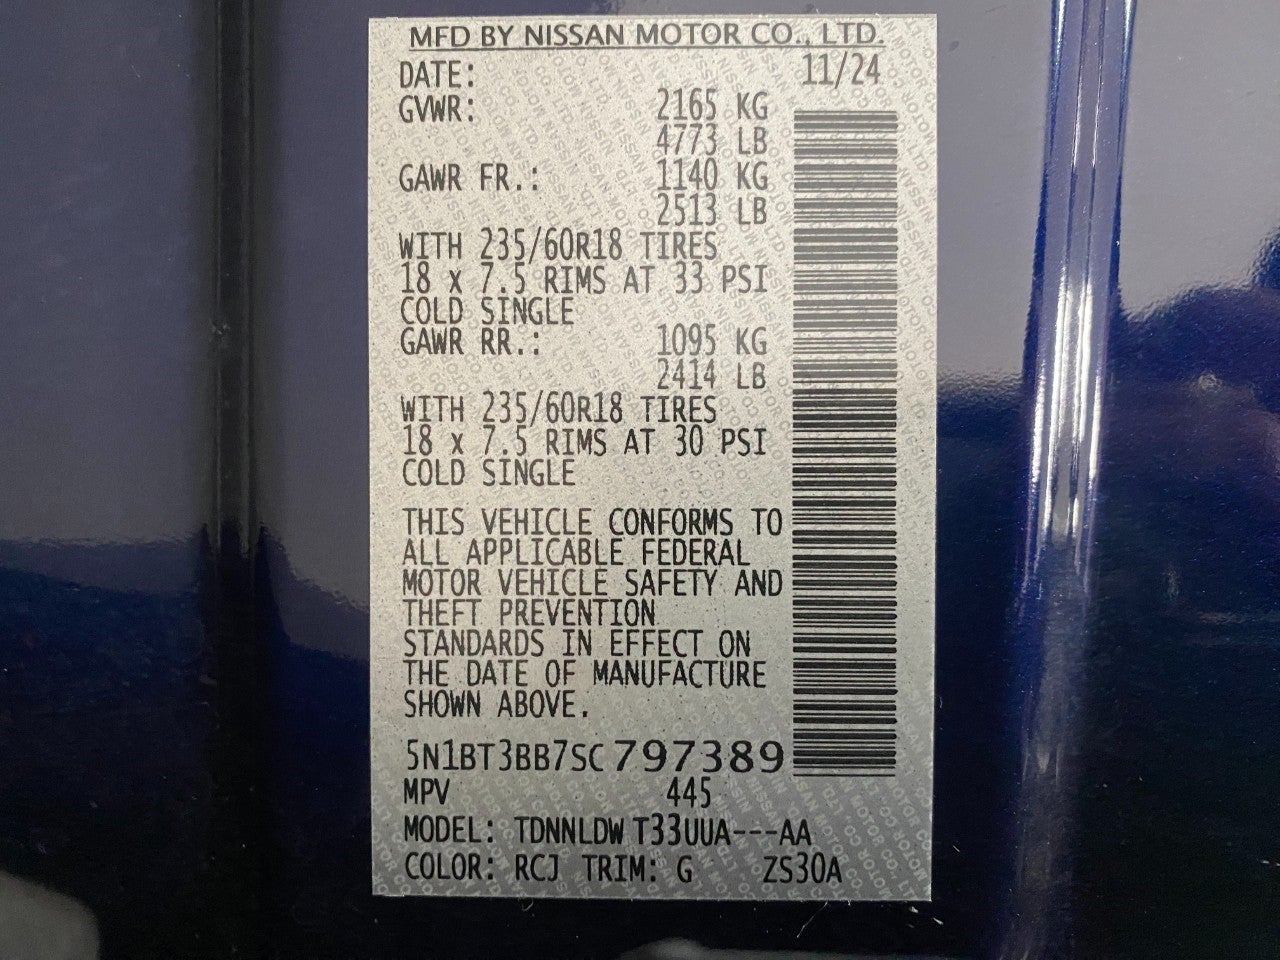 MFD BY NISSAN MOTOR CO., LTD.
DATE: 11/24
GVWR: 2165 KG
4773 LB
GAWR FR.: 1140 KG
2513 LB
WITH 235/60R18 TIRES
18 x 7.5 RIMS AT 33 PSI
COLD SINGLE
GAWR RR.: 1095 KG
2414 LB
WITH 235/60R18 TIRES
18 x 7.5 RIMS AT 30 PSI
COLD SINGLE
THIS VEHICLE CONFORMS TO
ALL APPLICABLE FEDERAL
MOTOR VEHICLE SAFETY AND
THEFT PREVENTION
STANDARDS IN EFFECT ON
THE DATE OF MANUFACTURE
SHOWN ABOVE.
5N1BT3BB7SC797389
MPV 445
MODEL: TDNNLDW T33UUA---AA
COLOR: RCJ TRIM: G ZS30A